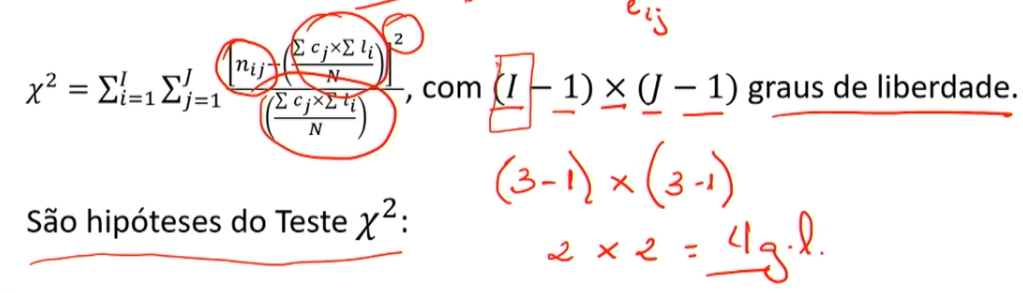 e_ij
χ² = Σ_{i=1}^{I} Σ_{j=1}^{J} [n_ij − (Σ c_j × Σ l_i / N)]² / (Σ c_j × Σ l_i / N), com (I − 1) × (J − 1) graus de liberdade.
(3-1) × (3-1)
São hipóteses do Teste χ²:
2 × 2 = 4 g.l.